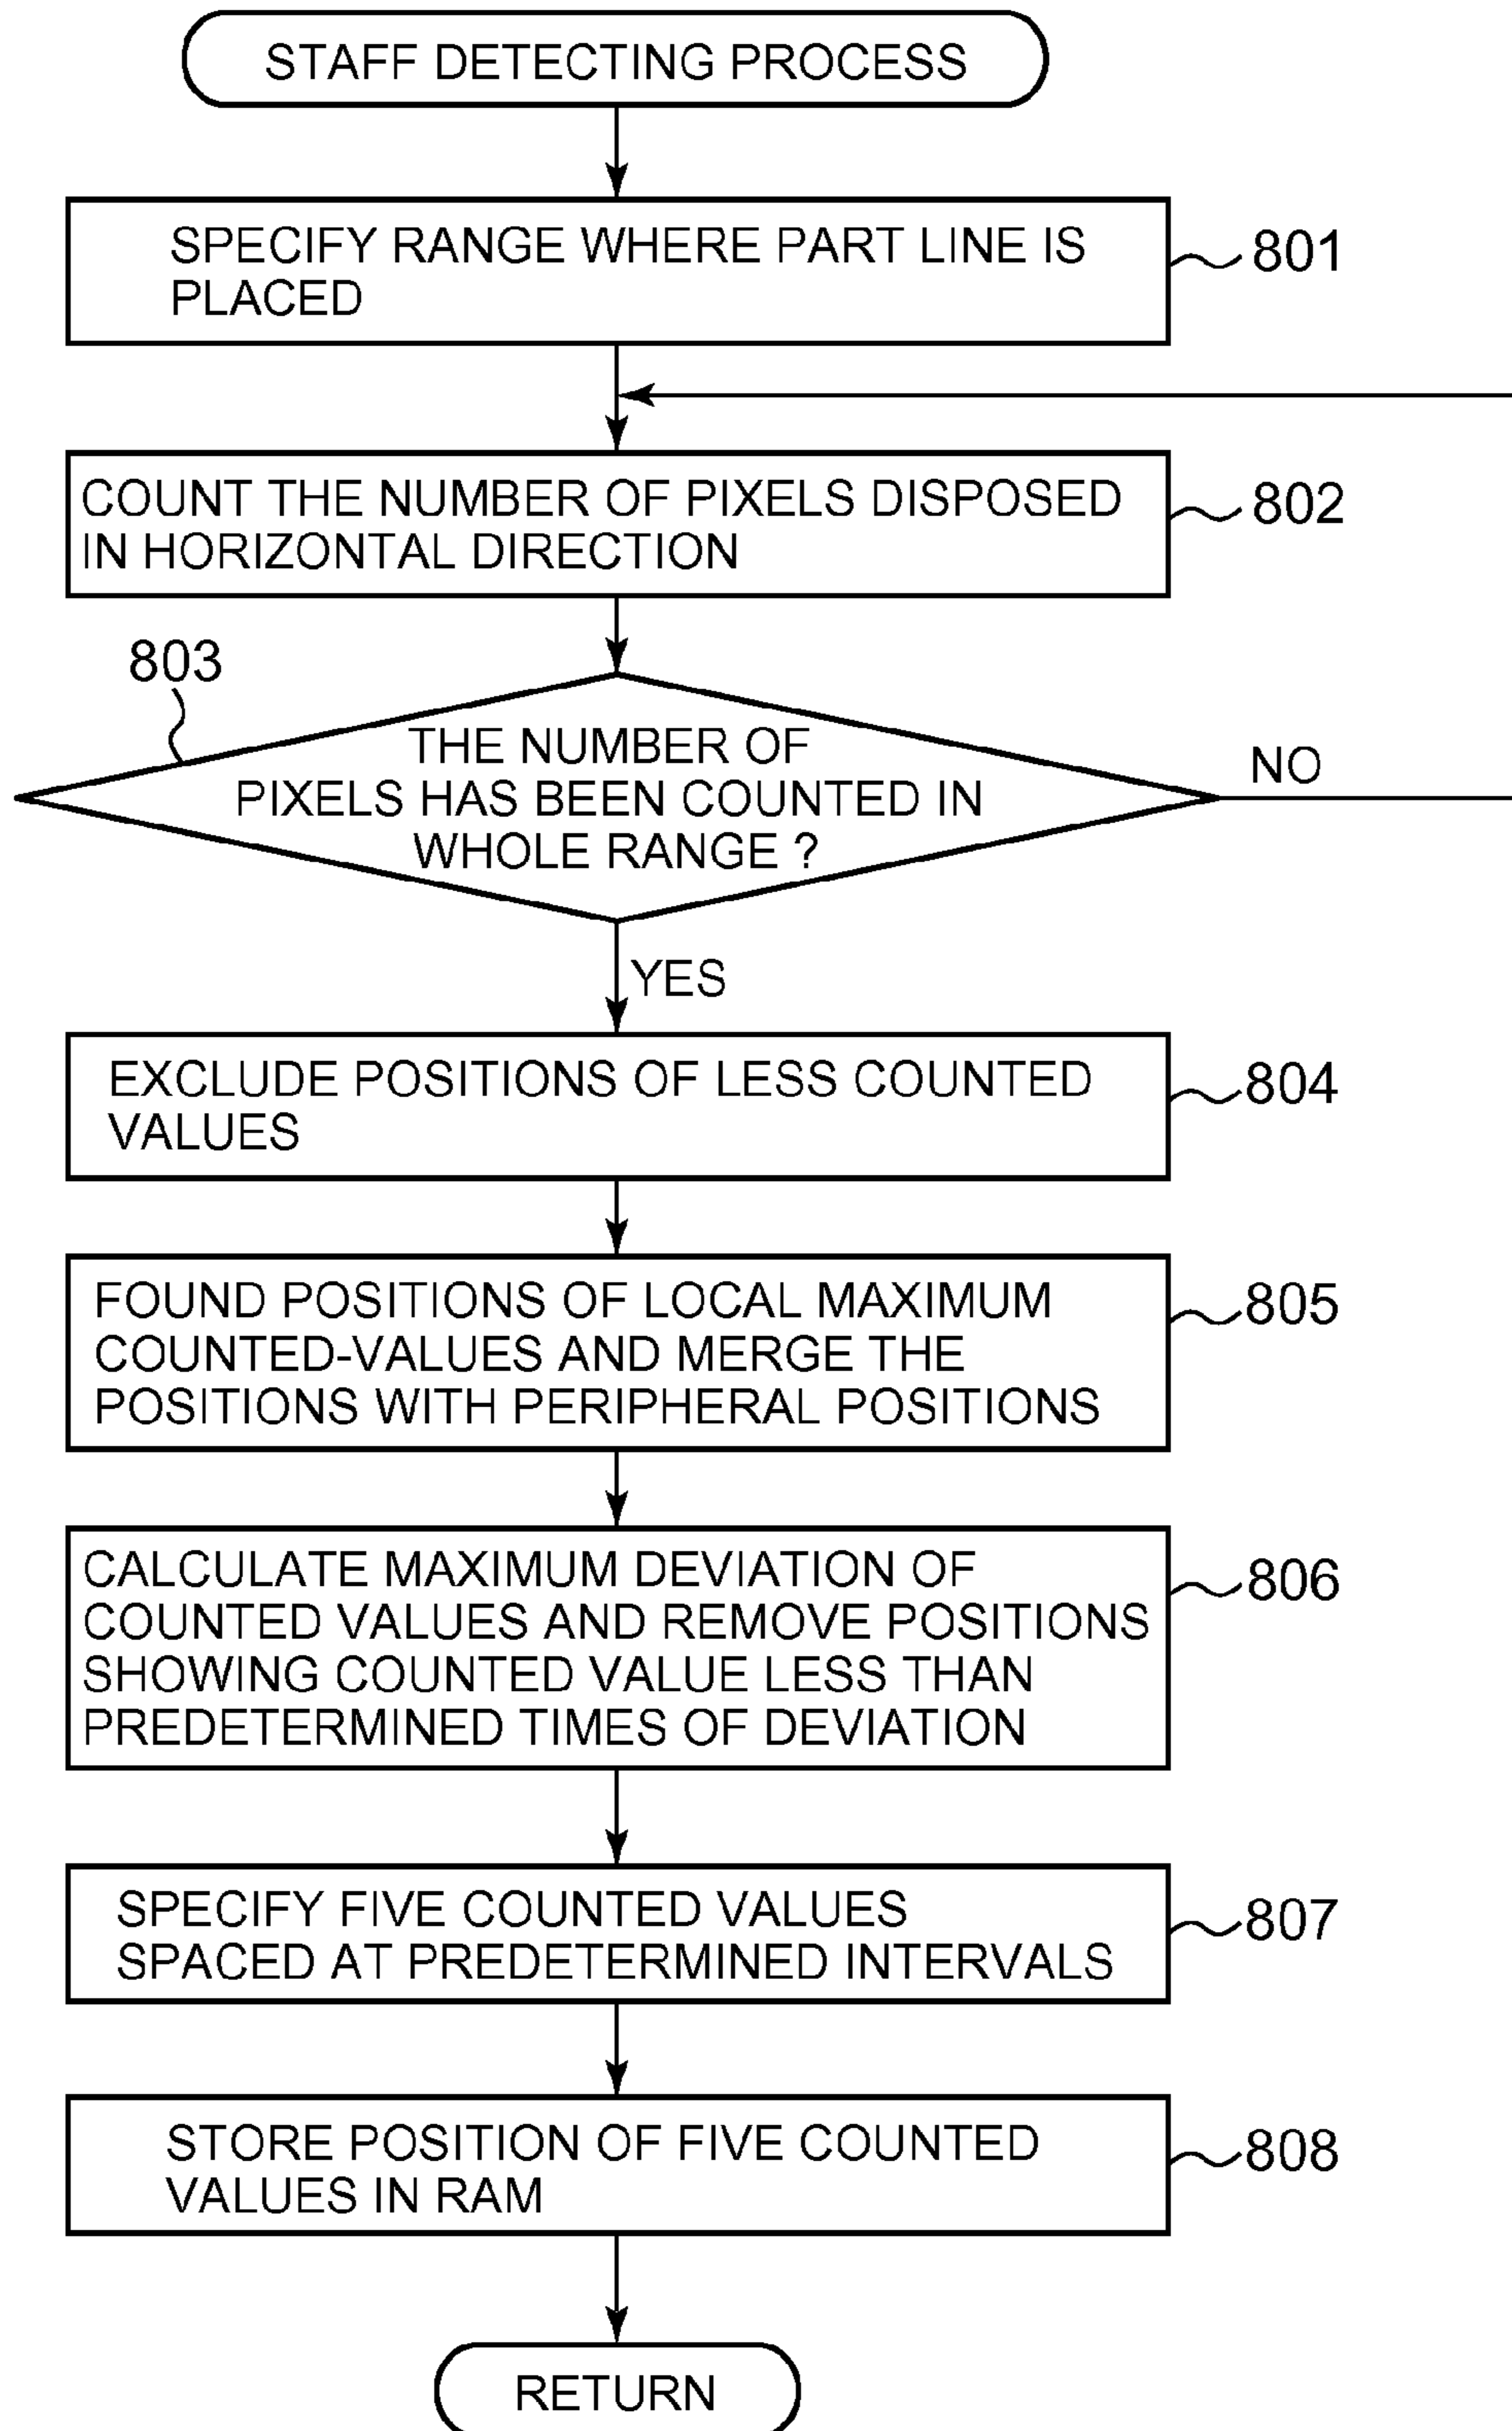 STAFF DETECTING PROCESS
SPECIFY RANGE WHERE PART LINE IS
PLACED
801
COUNT THE NUMBER OF PIXELS DISPOSED
IN HORIZONTAL DIRECTION
802
803
THE NUMBER OF
PIXELS HAS BEEN COUNTED IN
WHOLE RANGE ?
NO
YES
EXCLUDE POSITIONS OF LESS COUNTED
VALUES
804
FOUND POSITIONS OF LOCAL MAXIMUM
COUNTED-VALUES AND MERGE THE
POSITIONS WITH PERIPHERAL POSITIONS
805
CALCULATE MAXIMUM DEVIATION OF
COUNTED VALUES AND REMOVE POSITIONS
SHOWING COUNTED VALUE LESS THAN
PREDETERMINED TIMES OF DEVIATION
806
SPECIFY FIVE COUNTED VALUES
SPACED AT PREDETERMINED INTERVALS
807
STORE POSITION OF FIVE COUNTED
VALUES IN RAM
808
RETURN